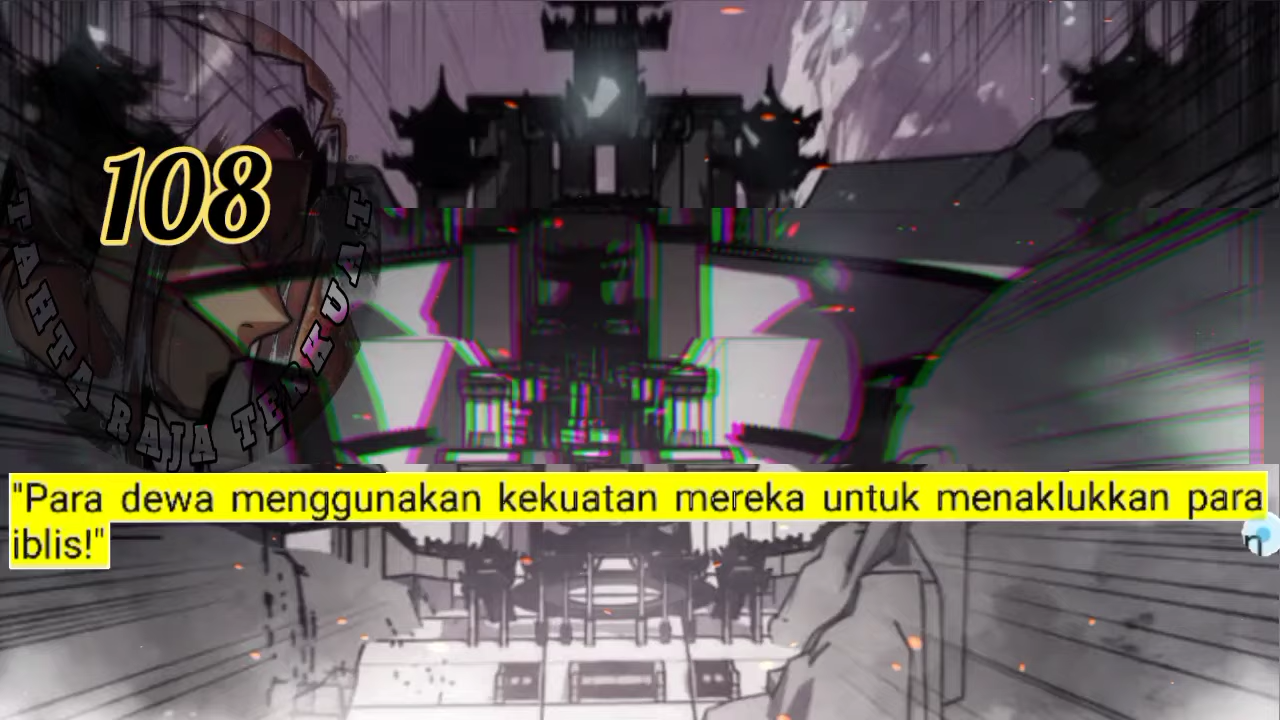 108
TAHTA RAJA TERKUAT
"Para dewa menggunakan kekuatan mereka untuk menaklukkan para
iblis!"
n